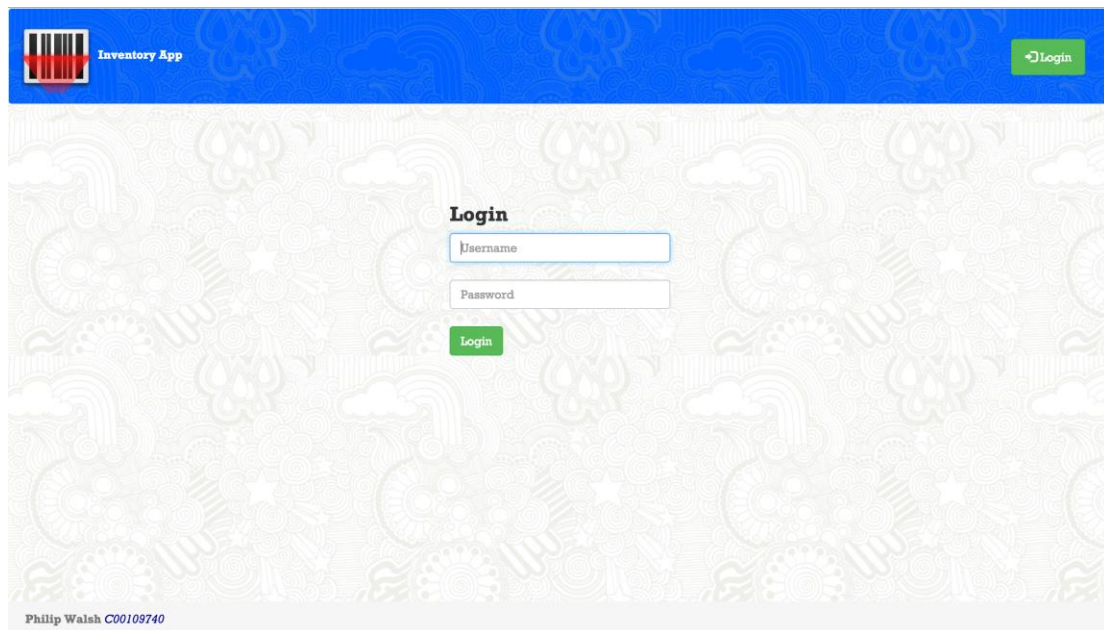 Inventory App
Login
Login
Username
Password
Login
Philip Walsh C00109740